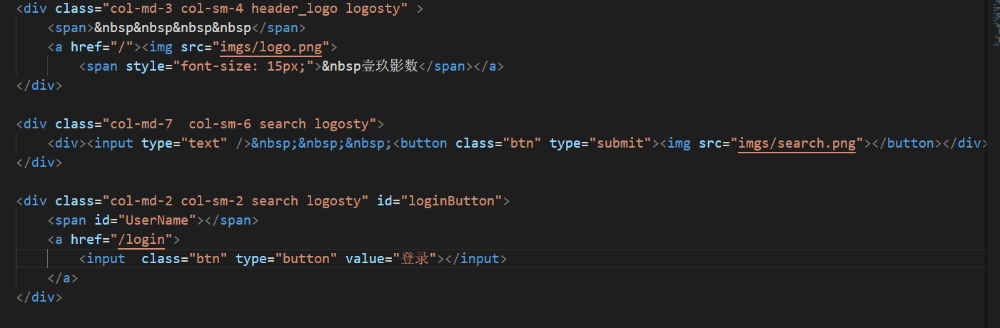 <div class="col-md-3 col-sm-4 header_logo logosty" >
<span>&nbsp&nbsp&nbsp&nbsp</span>
<a href="/"><img src="imgs/logo.png">
<span style="font-size: 15px;">&nbsp壹玖影数</span></a>
</div>
<div class="col-md-7  col-sm-6 search logosty">
<div><input type="text" />&nbsp;&nbsp;&nbsp;<button class="btn" type="submit"><img src="imgs/search.png"></button></div>
</div>
<div class="col-md-2 col-sm-2 search logosty" id="loginButton">
<span id="UserName"></span>
<a href="/login">
<input  class="btn" type="button" value="登录"></input>
</a>
</div>